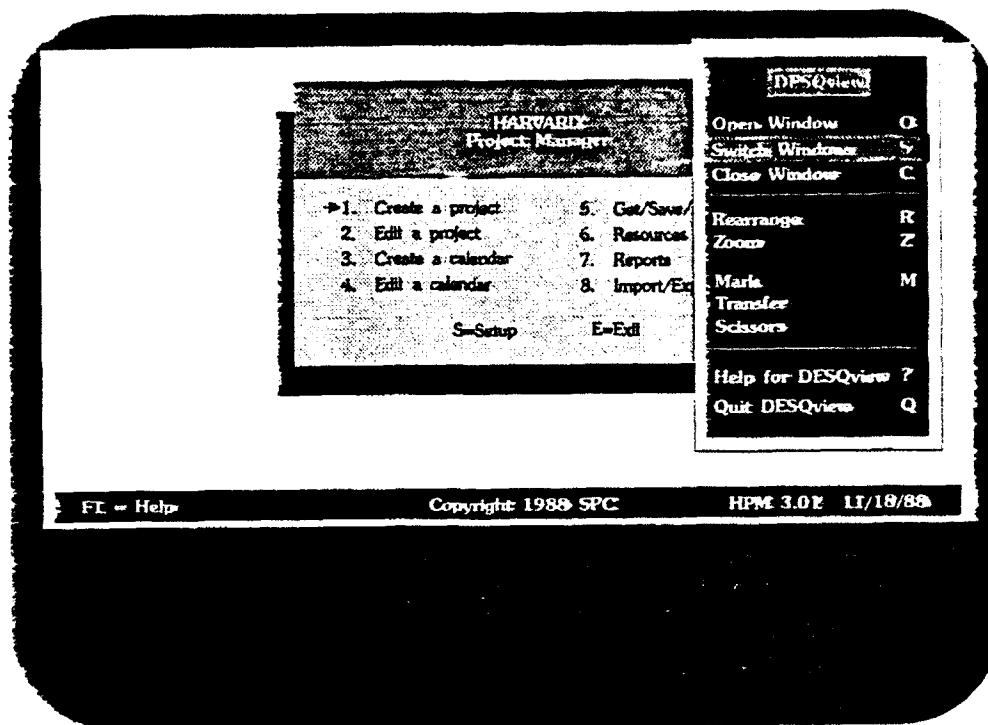 DESQview
Open Window O
Switch Windows S
Close Window C
Rearrange R
Zoom Z
Mark M
Transfer
Scissors
Help for DESQview ?
Quit DESQview Q
HARVARD
Project Manager
1. Create a project
2. Edit a project
3. Create a calendar
4. Edit a calendar
5. Get/Save/
6. Resources
7. Reports
8. Import/Ex
S=Setup E=Exit
F1 = Help Copyright 1988 SPC HPM 3.01 11/18/88